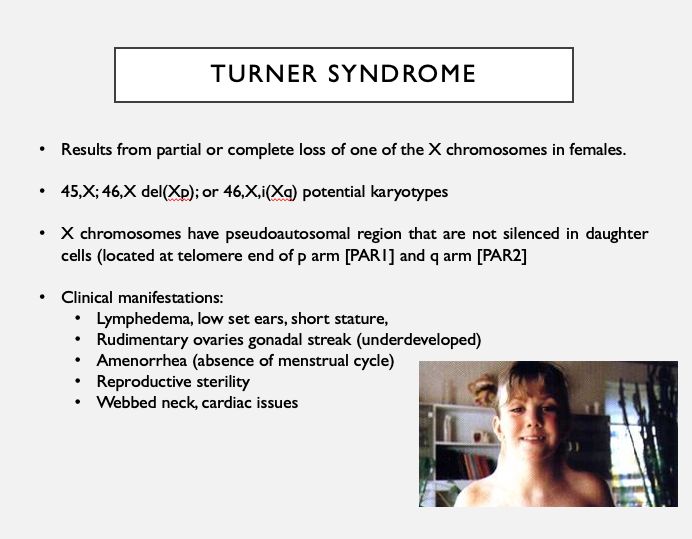 TURNER SYNDROME
• Results from partial or complete loss of one of the X chromosomes in females.
• 45,X; 46,X del(Xp); or 46,X,i(Xq) potential karyotypes
• X chromosomes have pseudoautosomal region that are not silenced in daughter
cells (located at telomere end of p arm [PAR1] and q arm [PAR2]
• Clinical manifestations:
• Lymphedema, low set ears, short stature,
• Rudimentary ovaries gonadal streak (underdeveloped)
• Amenorrhea (absence of menstrual cycle)
• Reproductive sterility
• Webbed neck, cardiac issues